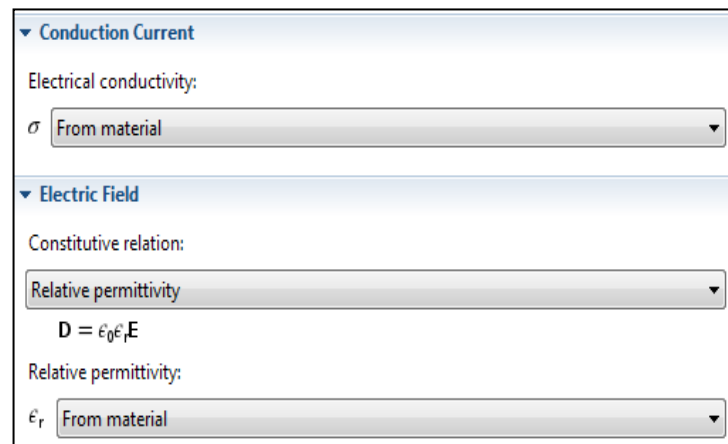 Conduction Current
Electrical conductivity:
σ From material
Electric Field
Constitutive relation:
Relative permittivity
D = ϵ₀ϵᵣE
Relative permittivity:
ϵᵣ From material